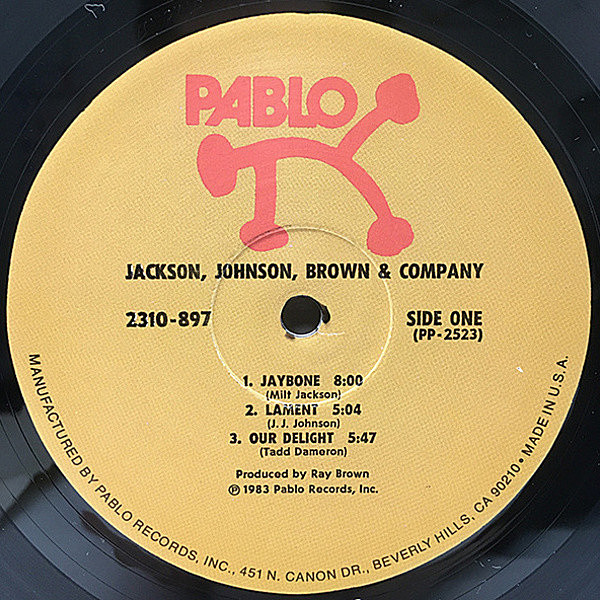 PABLO
JACKSON, JOHNSON, BROWN & COMPANY
2310-897
SIDE ONE
(PP-2523)
1. JAYBONE 8:00
(Milt Jackson)
2. LAMENT 5:04
(J. J. Johnson)
3. OUR DELIGHT 5:47
(Tadd Dameron)
Produced by Ray Brown
℗ 1983 Pablo Records, Inc.
MANUFACTURED BY PABLO RECORDS, INC., 451 N. CANON DR., BEVERLY HILLS, CA 90210 • MADE IN U.S.A.